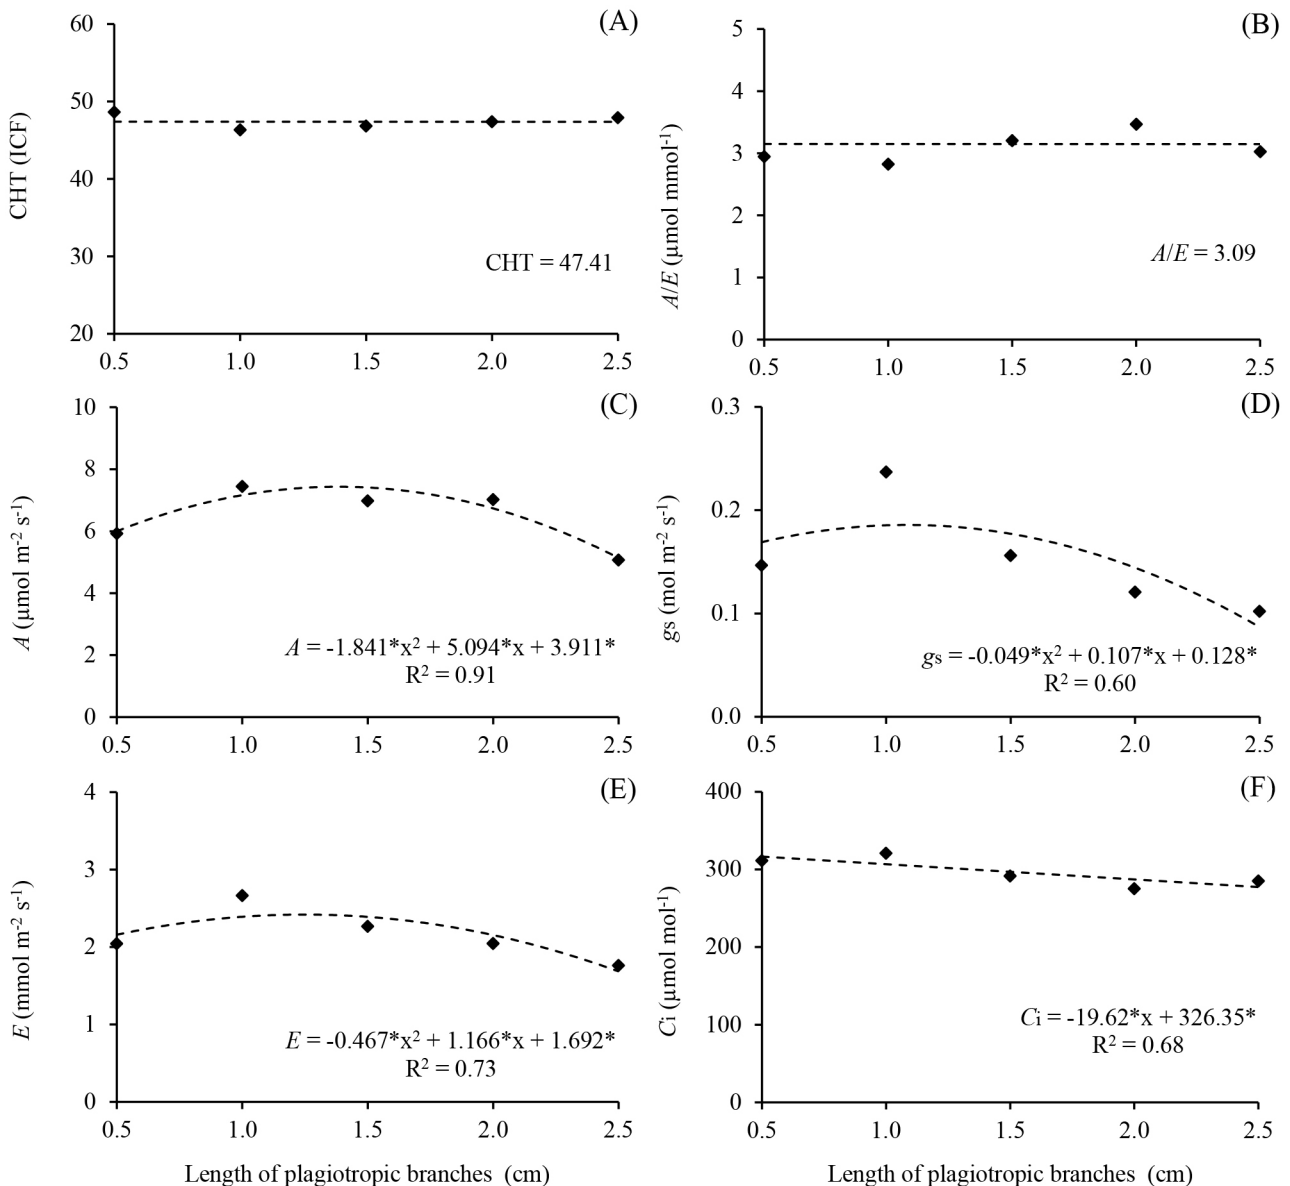 (A)
60
50
40
30
20
CHT (ICF)
CHT = 47.41
0.5 1.0 1.5 2.0 2.5
(B)
5
4
3
2
1
0
A/E (μmol mmol⁻¹)
A/E = 3.09
0.5 1.0 1.5 2.0 2.5
(C)
10
8
6
4
2
0
A (μmol m⁻² s⁻¹)
A = -1.841*x² + 5.094*x + 3.911*
R² = 0.91
0.5 1.0 1.5 2.0 2.5
(D)
0.3
0.2
0.1
0.0
gs (mol m⁻² s⁻¹)
gs = -0.049*x² + 0.107*x + 0.128*
R² = 0.60
0.5 1.0 1.5 2.0 2.5
(E)
4
3
2
1
0
E (mmol m⁻² s⁻¹)
E = -0.467*x² + 1.166*x + 1.692*
R² = 0.73
0.5 1.0 1.5 2.0 2.5
Length of plagiotropic branches (cm)
(F)
400
300
200
100
0
Ci (μmol mol⁻¹)
Ci = -19.62*x + 326.35*
R² = 0.68
0.5 1.0 1.5 2.0 2.5
Length of plagiotropic branches (cm)